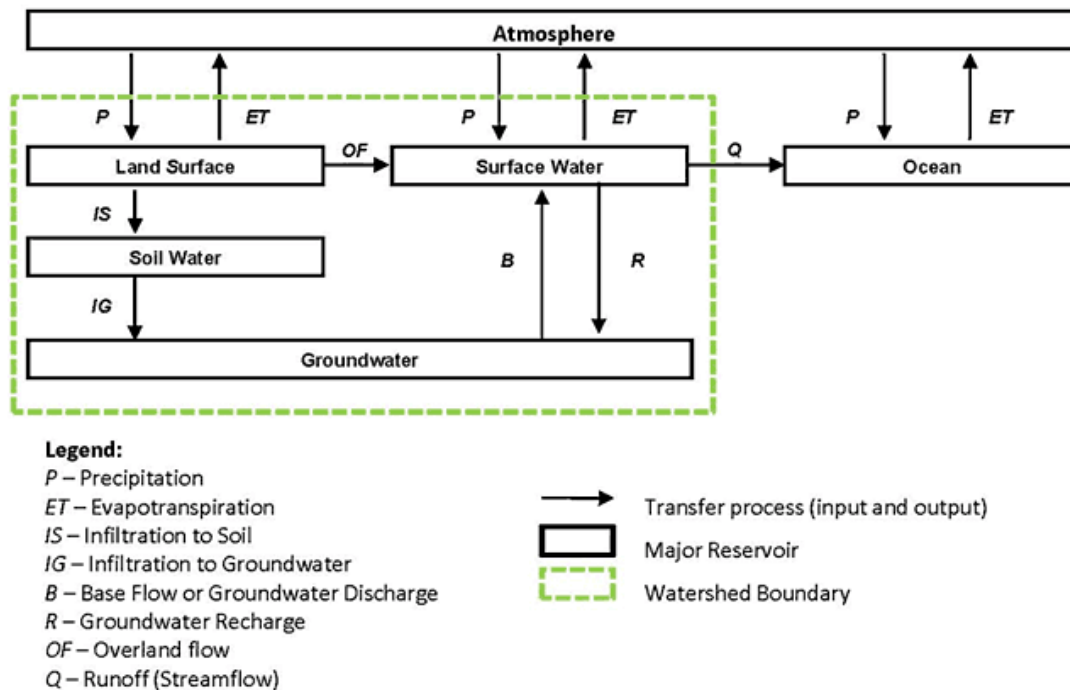 Atmosphere
P ET P ET P ET
Land Surface OF Surface Water Q Ocean
IS
Soil Water
B R
IG
Groundwater
Legend:
P – Precipitation
ET – Evapotranspiration
IS – Infiltration to Soil
IG – Infiltration to Groundwater
B – Base Flow or Groundwater Discharge
R – Groundwater Recharge
OF – Overland flow
Q – Runoff (Streamflow)
Transfer process (input and output)
Major Reservoir
Watershed Boundary